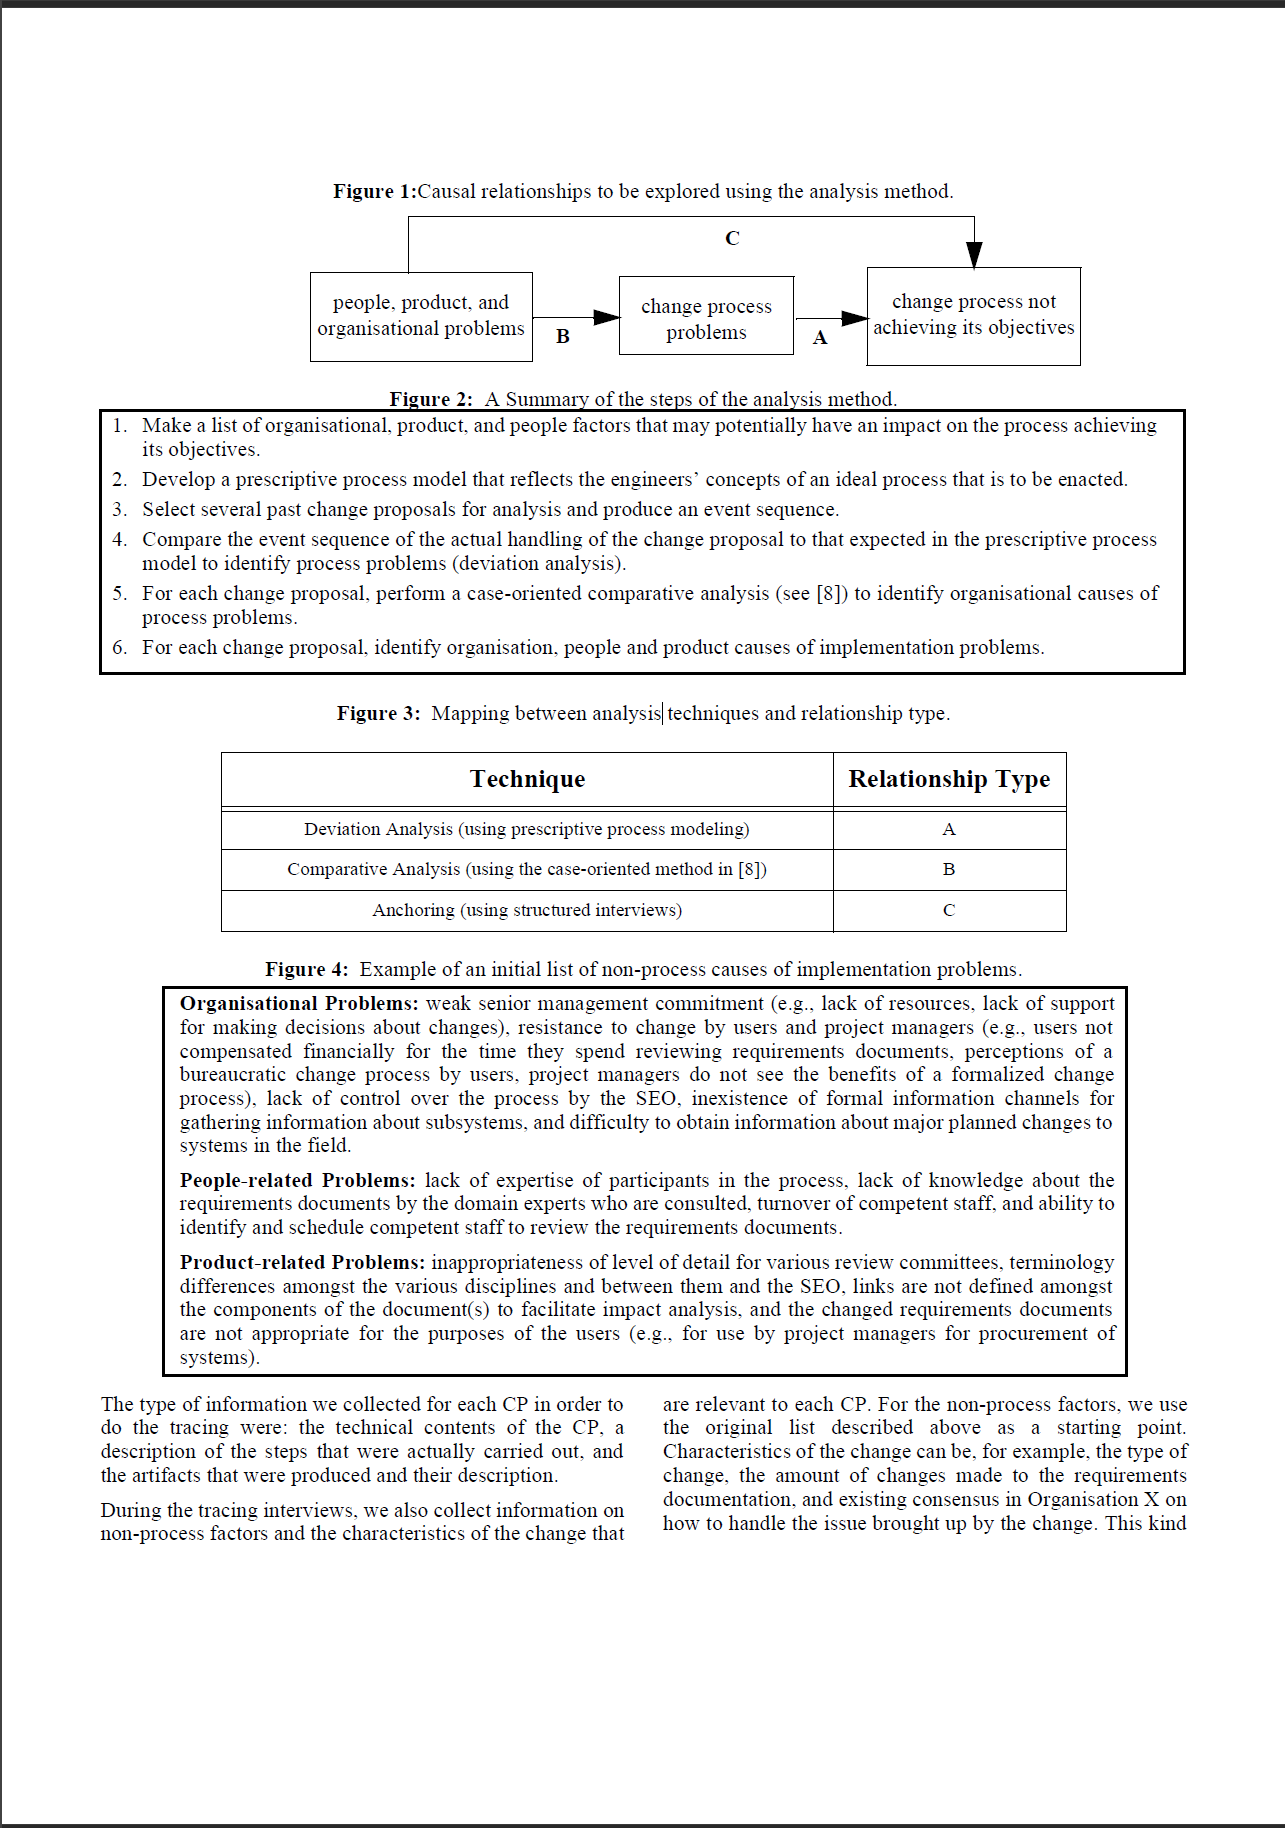 Figure 1:Causal relationships to be explored using the analysis method.
C
people, product, and
organisational problems
B
change process
problems
A
change process not
achieving its objectives
Figure 2: A Summary of the steps of the analysis method.
1. Make a list of organisational, product, and people factors that may potentially have an impact on the process achieving
its objectives.
2. Develop a prescriptive process model that reflects the engineers’ concepts of an ideal process that is to be enacted.
3. Select several past change proposals for analysis and produce an event sequence.
4. Compare the event sequence of the actual handling of the change proposal to that expected in the prescriptive process
model to identify process problems (deviation analysis).
5. For each change proposal, perform a case-oriented comparative analysis (see [8]) to identify organisational causes of
process problems.
6. For each change proposal, identify organisation, people and product causes of implementation problems.
Figure 3: Mapping between analysis techniques and relationship type.
Technique Relationship Type
Deviation Analysis (using prescriptive process modeling) A
Comparative Analysis (using the case-oriented method in [8]) B
Anchoring (using structured interviews) C
Figure 4: Example of an initial list of non-process causes of implementation problems.
Organisational Problems: weak senior management commitment (e.g., lack of resources, lack of support
for making decisions about changes), resistance to change by users and project managers (e.g., users not
compensated financially for the time they spend reviewing requirements documents, perceptions of a
bureaucratic change process by users, project managers do not see the benefits of a formalized change
process), lack of control over the process by the SEO, inexistence of formal information channels for
gathering information about subsystems, and difficulty to obtain information about major planned changes to
systems in the field.
People-related Problems: lack of expertise of participants in the process, lack of knowledge about the
requirements documents by the domain experts who are consulted, turnover of competent staff, and ability to
identify and schedule competent staff to review the requirements documents.
Product-related Problems: inappropriateness of level of detail for various review committees, terminology
differences amongst the various disciplines and between them and the SEO, links are not defined amongst
the components of the document(s) to facilitate impact analysis, and the changed requirements documents
are not appropriate for the purposes of the users (e.g., for use by project managers for procurement of
systems).
The type of information we collected for each CP in order to
do the tracing were: the technical contents of the CP, a
description of the steps that were actually carried out, and
the artifacts that were produced and their description.
During the tracing interviews, we also collect information on
non-process factors and the characteristics of the change that
are relevant to each CP. For the non-process factors, we use
the original list described above as a starting point.
Characteristics of the change can be, for example, the type of
change, the amount of changes made to the requirements
documentation, and existing consensus in Organisation X on
how to handle the issue brought up by the change. This kind